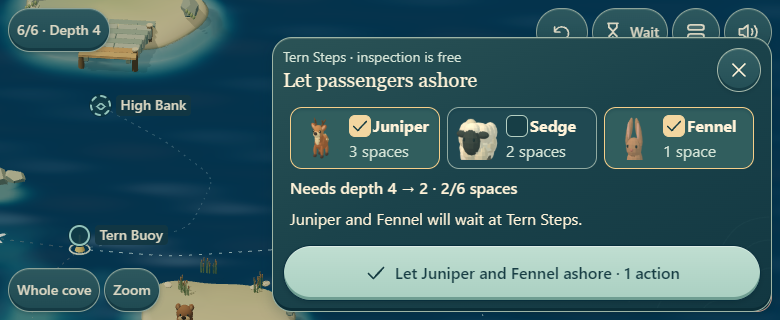 6/6 · Depth 4
Wait
Tern Steps · inspection is free
Let passengers ashore
High Bank
Juniper
3 spaces
Sedge
2 spaces
Fennel
1 space
Needs depth 4 → 2 · 2/6 spaces
Juniper and Fennel will wait at Tern Steps.
Tern Buoy
Let Juniper and Fennel ashore · 1 action
Whole cove
Zoom